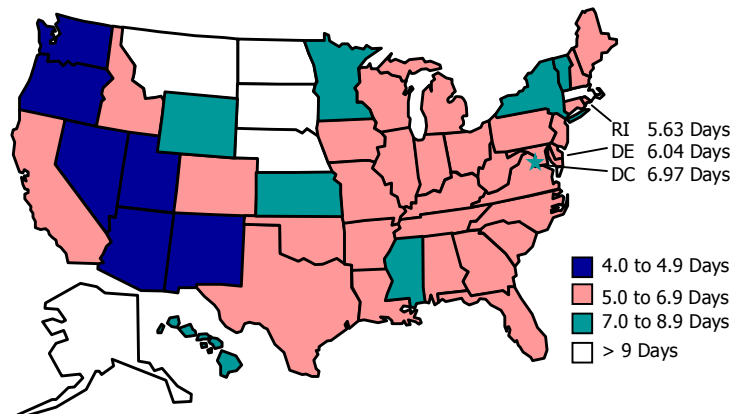 RI 5.63 Days
DE 6.04 Days
DC 6.97 Days
4.0 to 4.9 Days
5.0 to 6.9 Days
7.0 to 8.9 Days
> 9 Days